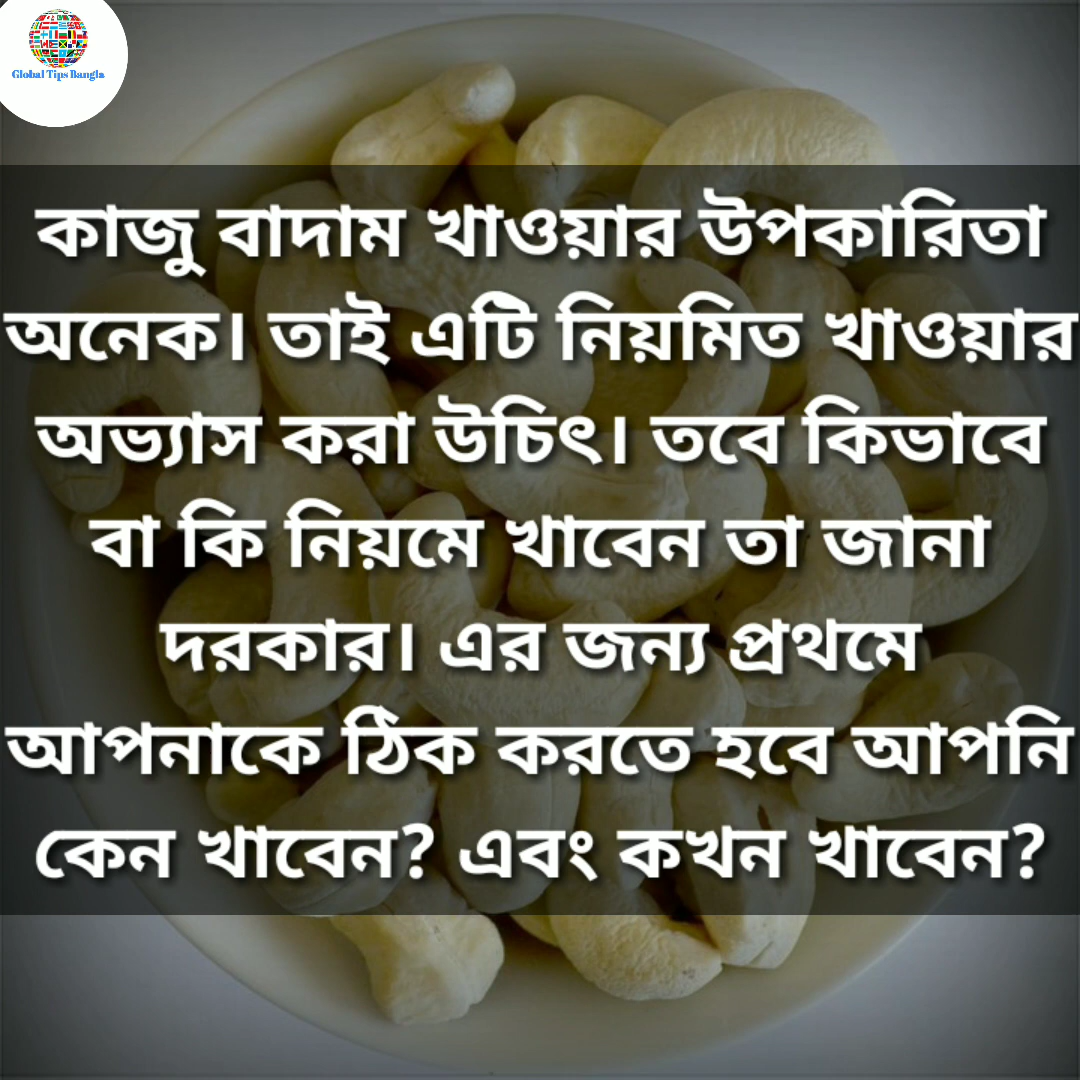 Global Tips Bangla
কাজু বাদাম খাওয়ার উপকারিতা
অনেক। তাই এটি নিয়মিত খাওয়ার
অভ্যাস করা উচিৎ। তবে কিভাবে
বা কি নিয়মে খাবেন তা জানা
দরকার। এর জন্য প্রথমে
আপনাকে ঠিক করতে হবে আপনি
কেন খাবেন? এবং কখন খাবেন?